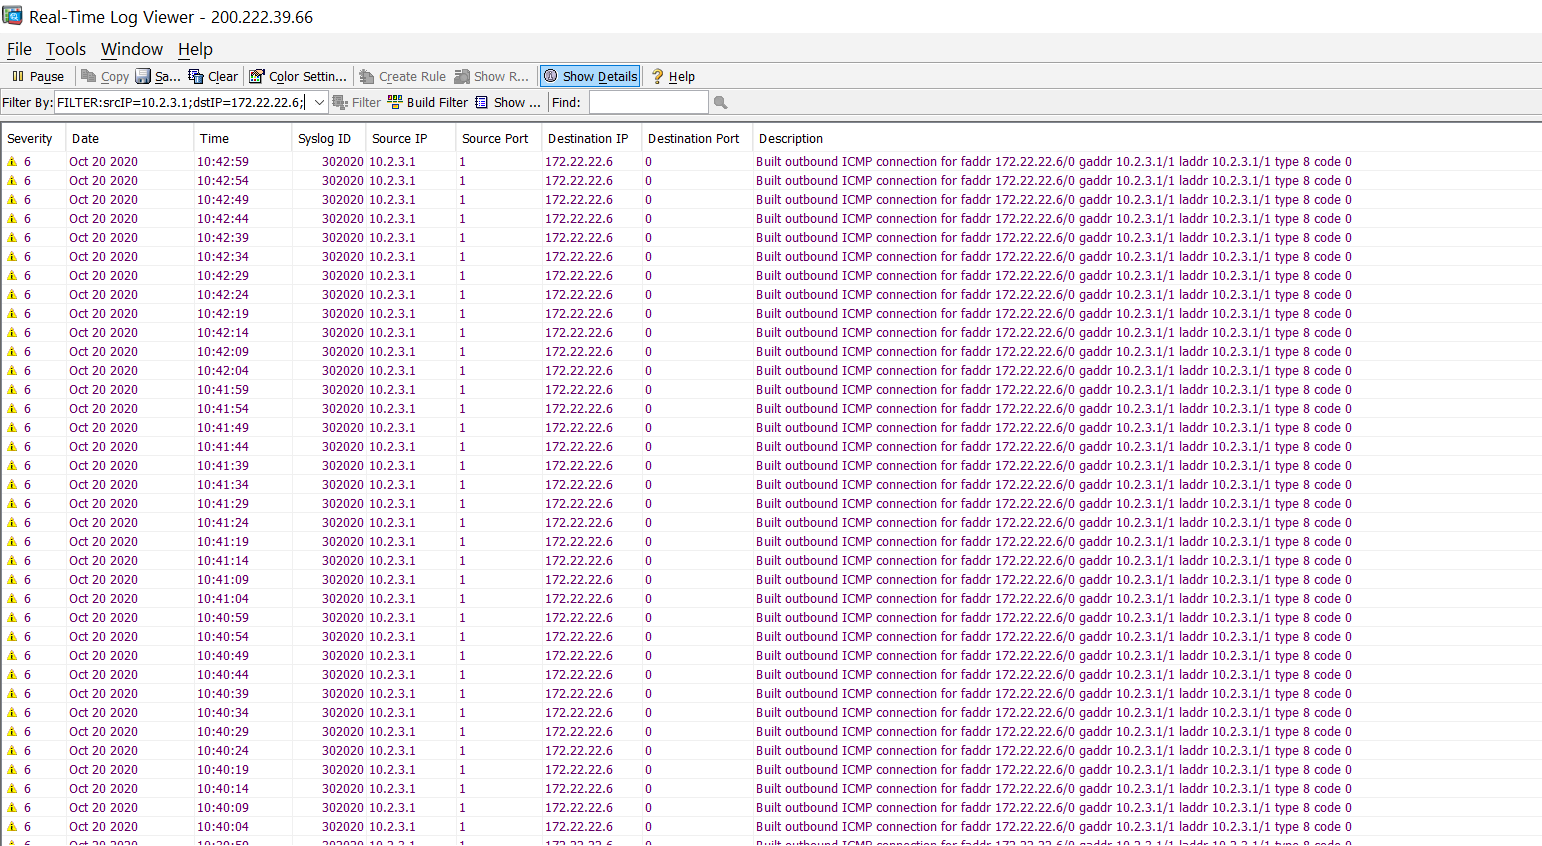 Real-Time Log Viewer - 200.222.39.66
File Tools Window Help
Pause Copy Sa... Clear Color Settin... Create Rule Show R... Show Details Help
Filter By: FILTER:srcIP=10.2.3.1;dstIP=172.22.22.6; Filter Build Filter Show ... Find:
Severity Date Time Syslog ID Source IP Source Port Destination IP Destination Port Description
6 Oct 20 2020 10:42:59 302020 10.2.3.1 1 172.22.22.6 0 Built outbound ICMP connection for faddr 172.22.22.6/0 gaddr 10.2.3.1/1 laddr 10.2.3.1/1 type 8 code 0
6 Oct 20 2020 10:42:54 302020 10.2.3.1 1 172.22.22.6 0 Built outbound ICMP connection for faddr 172.22.22.6/0 gaddr 10.2.3.1/1 laddr 10.2.3.1/1 type 8 code 0
6 Oct 20 2020 10:42:49 302020 10.2.3.1 1 172.22.22.6 0 Built outbound ICMP connection for faddr 172.22.22.6/0 gaddr 10.2.3.1/1 laddr 10.2.3.1/1 type 8 code 0
6 Oct 20 2020 10:42:44 302020 10.2.3.1 1 172.22.22.6 0 Built outbound ICMP connection for faddr 172.22.22.6/0 gaddr 10.2.3.1/1 laddr 10.2.3.1/1 type 8 code 0
6 Oct 20 2020 10:42:39 302020 10.2.3.1 1 172.22.22.6 0 Built outbound ICMP connection for faddr 172.22.22.6/0 gaddr 10.2.3.1/1 laddr 10.2.3.1/1 type 8 code 0
6 Oct 20 2020 10:42:34 302020 10.2.3.1 1 172.22.22.6 0 Built outbound ICMP connection for faddr 172.22.22.6/0 gaddr 10.2.3.1/1 laddr 10.2.3.1/1 type 8 code 0
6 Oct 20 2020 10:42:29 302020 10.2.3.1 1 172.22.22.6 0 Built outbound ICMP connection for faddr 172.22.22.6/0 gaddr 10.2.3.1/1 laddr 10.2.3.1/1 type 8 code 0
6 Oct 20 2020 10:42:24 302020 10.2.3.1 1 172.22.22.6 0 Built outbound ICMP connection for faddr 172.22.22.6/0 gaddr 10.2.3.1/1 laddr 10.2.3.1/1 type 8 code 0
6 Oct 20 2020 10:42:19 302020 10.2.3.1 1 172.22.22.6 0 Built outbound ICMP connection for faddr 172.22.22.6/0 gaddr 10.2.3.1/1 laddr 10.2.3.1/1 type 8 code 0
6 Oct 20 2020 10:42:14 302020 10.2.3.1 1 172.22.22.6 0 Built outbound ICMP connection for faddr 172.22.22.6/0 gaddr 10.2.3.1/1 laddr 10.2.3.1/1 type 8 code 0
6 Oct 20 2020 10:42:09 302020 10.2.3.1 1 172.22.22.6 0 Built outbound ICMP connection for faddr 172.22.22.6/0 gaddr 10.2.3.1/1 laddr 10.2.3.1/1 type 8 code 0
6 Oct 20 2020 10:42:04 302020 10.2.3.1 1 172.22.22.6 0 Built outbound ICMP connection for faddr 172.22.22.6/0 gaddr 10.2.3.1/1 laddr 10.2.3.1/1 type 8 code 0
6 Oct 20 2020 10:41:59 302020 10.2.3.1 1 172.22.22.6 0 Built outbound ICMP connection for faddr 172.22.22.6/0 gaddr 10.2.3.1/1 laddr 10.2.3.1/1 type 8 code 0
6 Oct 20 2020 10:41:54 302020 10.2.3.1 1 172.22.22.6 0 Built outbound ICMP connection for faddr 172.22.22.6/0 gaddr 10.2.3.1/1 laddr 10.2.3.1/1 type 8 code 0
6 Oct 20 2020 10:41:49 302020 10.2.3.1 1 172.22.22.6 0 Built outbound ICMP connection for faddr 172.22.22.6/0 gaddr 10.2.3.1/1 laddr 10.2.3.1/1 type 8 code 0
6 Oct 20 2020 10:41:44 302020 10.2.3.1 1 172.22.22.6 0 Built outbound ICMP connection for faddr 172.22.22.6/0 gaddr 10.2.3.1/1 laddr 10.2.3.1/1 type 8 code 0
6 Oct 20 2020 10:41:39 302020 10.2.3.1 1 172.22.22.6 0 Built outbound ICMP connection for faddr 172.22.22.6/0 gaddr 10.2.3.1/1 laddr 10.2.3.1/1 type 8 code 0
6 Oct 20 2020 10:41:34 302020 10.2.3.1 1 172.22.22.6 0 Built outbound ICMP connection for faddr 172.22.22.6/0 gaddr 10.2.3.1/1 laddr 10.2.3.1/1 type 8 code 0
6 Oct 20 2020 10:41:29 302020 10.2.3.1 1 172.22.22.6 0 Built outbound ICMP connection for faddr 172.22.22.6/0 gaddr 10.2.3.1/1 laddr 10.2.3.1/1 type 8 code 0
6 Oct 20 2020 10:41:24 302020 10.2.3.1 1 172.22.22.6 0 Built outbound ICMP connection for faddr 172.22.22.6/0 gaddr 10.2.3.1/1 laddr 10.2.3.1/1 type 8 code 0
6 Oct 20 2020 10:41:19 302020 10.2.3.1 1 172.22.22.6 0 Built outbound ICMP connection for faddr 172.22.22.6/0 gaddr 10.2.3.1/1 laddr 10.2.3.1/1 type 8 code 0
6 Oct 20 2020 10:41:14 302020 10.2.3.1 1 172.22.22.6 0 Built outbound ICMP connection for faddr 172.22.22.6/0 gaddr 10.2.3.1/1 laddr 10.2.3.1/1 type 8 code 0
6 Oct 20 2020 10:41:09 302020 10.2.3.1 1 172.22.22.6 0 Built outbound ICMP connection for faddr 172.22.22.6/0 gaddr 10.2.3.1/1 laddr 10.2.3.1/1 type 8 code 0
6 Oct 20 2020 10:41:04 302020 10.2.3.1 1 172.22.22.6 0 Built outbound ICMP connection for faddr 172.22.22.6/0 gaddr 10.2.3.1/1 laddr 10.2.3.1/1 type 8 code 0
6 Oct 20 2020 10:40:59 302020 10.2.3.1 1 172.22.22.6 0 Built outbound ICMP connection for faddr 172.22.22.6/0 gaddr 10.2.3.1/1 laddr 10.2.3.1/1 type 8 code 0
6 Oct 20 2020 10:40:54 302020 10.2.3.1 1 172.22.22.6 0 Built outbound ICMP connection for faddr 172.22.22.6/0 gaddr 10.2.3.1/1 laddr 10.2.3.1/1 type 8 code 0
6 Oct 20 2020 10:40:49 302020 10.2.3.1 1 172.22.22.6 0 Built outbound ICMP connection for faddr 172.22.22.6/0 gaddr 10.2.3.1/1 laddr 10.2.3.1/1 type 8 code 0
6 Oct 20 2020 10:40:44 302020 10.2.3.1 1 172.22.22.6 0 Built outbound ICMP connection for faddr 172.22.22.6/0 gaddr 10.2.3.1/1 laddr 10.2.3.1/1 type 8 code 0
6 Oct 20 2020 10:40:39 302020 10.2.3.1 1 172.22.22.6 0 Built outbound ICMP connection for faddr 172.22.22.6/0 gaddr 10.2.3.1/1 laddr 10.2.3.1/1 type 8 code 0
6 Oct 20 2020 10:40:34 302020 10.2.3.1 1 172.22.22.6 0 Built outbound ICMP connection for faddr 172.22.22.6/0 gaddr 10.2.3.1/1 laddr 10.2.3.1/1 type 8 code 0
6 Oct 20 2020 10:40:29 302020 10.2.3.1 1 172.22.22.6 0 Built outbound ICMP connection for faddr 172.22.22.6/0 gaddr 10.2.3.1/1 laddr 10.2.3.1/1 type 8 code 0
6 Oct 20 2020 10:40:24 302020 10.2.3.1 1 172.22.22.6 0 Built outbound ICMP connection for faddr 172.22.22.6/0 gaddr 10.2.3.1/1 laddr 10.2.3.1/1 type 8 code 0
6 Oct 20 2020 10:40:19 302020 10.2.3.1 1 172.22.22.6 0 Built outbound ICMP connection for faddr 172.22.22.6/0 gaddr 10.2.3.1/1 laddr 10.2.3.1/1 type 8 code 0
6 Oct 20 2020 10:40:14 302020 10.2.3.1 1 172.22.22.6 0 Built outbound ICMP connection for faddr 172.22.22.6/0 gaddr 10.2.3.1/1 laddr 10.2.3.1/1 type 8 code 0
6 Oct 20 2020 10:40:09 302020 10.2.3.1 1 172.22.22.6 0 Built outbound ICMP connection for faddr 172.22.22.6/0 gaddr 10.2.3.1/1 laddr 10.2.3.1/1 type 8 code 0
6 Oct 20 2020 10:40:04 302020 10.2.3.1 1 172.22.22.6 0 Built outbound ICMP connection for faddr 172.22.22.6/0 gaddr 10.2.3.1/1 laddr 10.2.3.1/1 type 8 code 0